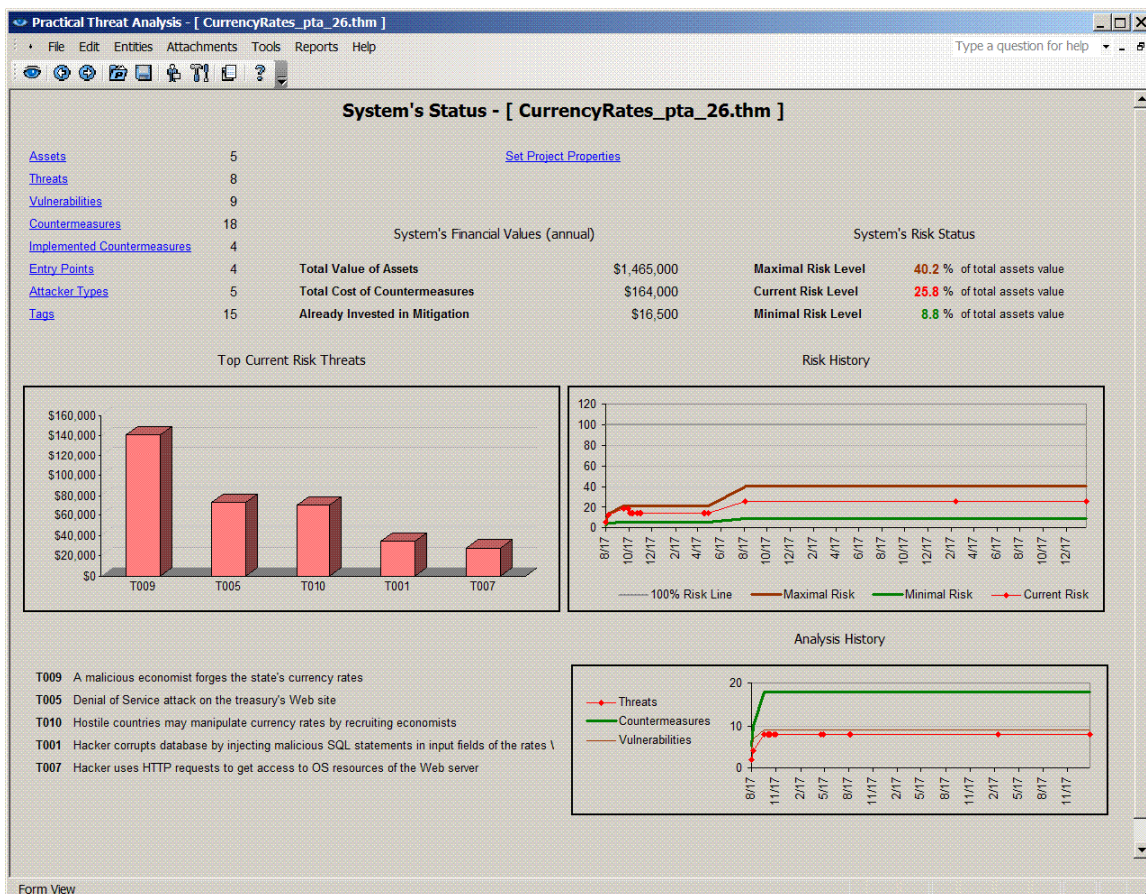 Practical Threat Analysis - [ CurrencyRates_pta_26.thm ]
File Edit Entities Attachments Tools Reports Help
Type a question for help
System's Status - [ CurrencyRates_pta_26.thm ]
Assets 5
Set Project Properties
Threats 8
Vulnerabilities 9
Countermeasures 18
Implemented Countermeasures 4
Entry Points 4
Attacker Types 5
Tags 15
System's Financial Values (annual)
Total Value of Assets $1,465,000
Total Cost of Countermeasures $164,000
Already Invested in Mitigation $16,500
System's Risk Status
Maximal Risk Level 40.2 % of total assets value
Current Risk Level 25.8 % of total assets value
Minimal Risk Level 8.8 % of total assets value
Top Current Risk Threats
$160,000
$140,000
$120,000
$100,000
$80,000
$60,000
$40,000
$20,000
$0
T009 T005 T010 T001 T007
Risk History
120
100
80
60
40
20
0
8/17 10/17 12/17 2/17 4/17 6/17 8/17 10/17 12/17 2/17 4/17 6/17 8/17 10/17 12/17 2/17 4/17 6/17 8/17 10/17 12/17
100% Risk Line Maximal Risk Minimal Risk Current Risk
T009 A malicious economist forges the state's currency rates
T005 Denial of Service attack on the treasury's Web site
T010 Hostile countries may manipulate currency rates by recruiting economists
T001 Hacker corrupts database by injecting malicious SQL statements in input fields of the rates
T007 Hacker uses HTTP requests to get access to OS resources of the Web server
Analysis History
Threats
Countermeasures
Vulnerabilities
20
10
0
8/17 11/17 2/17 5/17 8/17 11/17 2/17 5/17 8/17 11/17 2/17 5/17 8/17 11/17
Form View